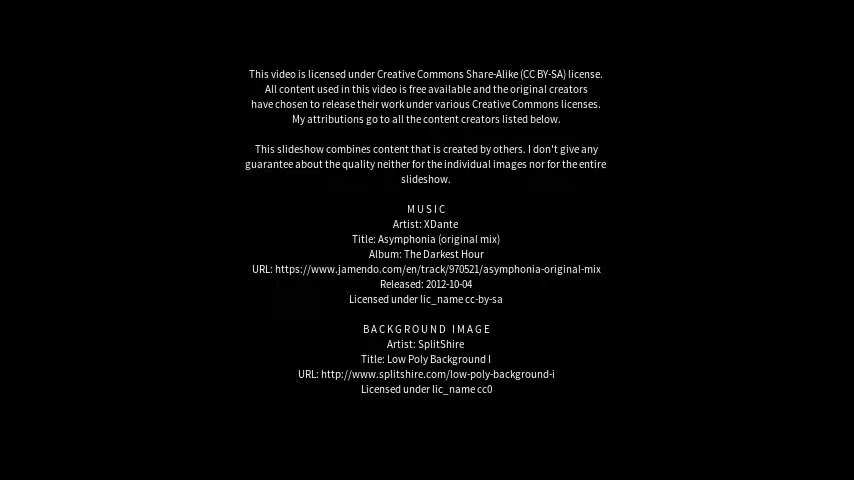 This video is licensed under Creative Commons Share-Alike (CC BY-SA) license.
All content used in this video is free available and the original creators
have chosen to release their work under various Creative Commons licenses.
My attributions go to all the content creators listed below.
This slideshow combines content that is created by others. I don't give any
guarantee about the quality neither for the individual images nor for the entire
slideshow.
M U S I C
Artist: XDante
Title: Asymphonia (original mix)
Album: The Darkest Hour
URL: https://www.jamendo.com/en/track/970521/asymphonia-original-mix
Released: 2012-10-04
Licensed under lic_name cc-by-sa
B A C K G R O U N D   I M A G E
Artist: SplitShire
Title: Low Poly Background I
URL: http://www.splitshire.com/low-poly-background-i
Licensed under lic_name cc0